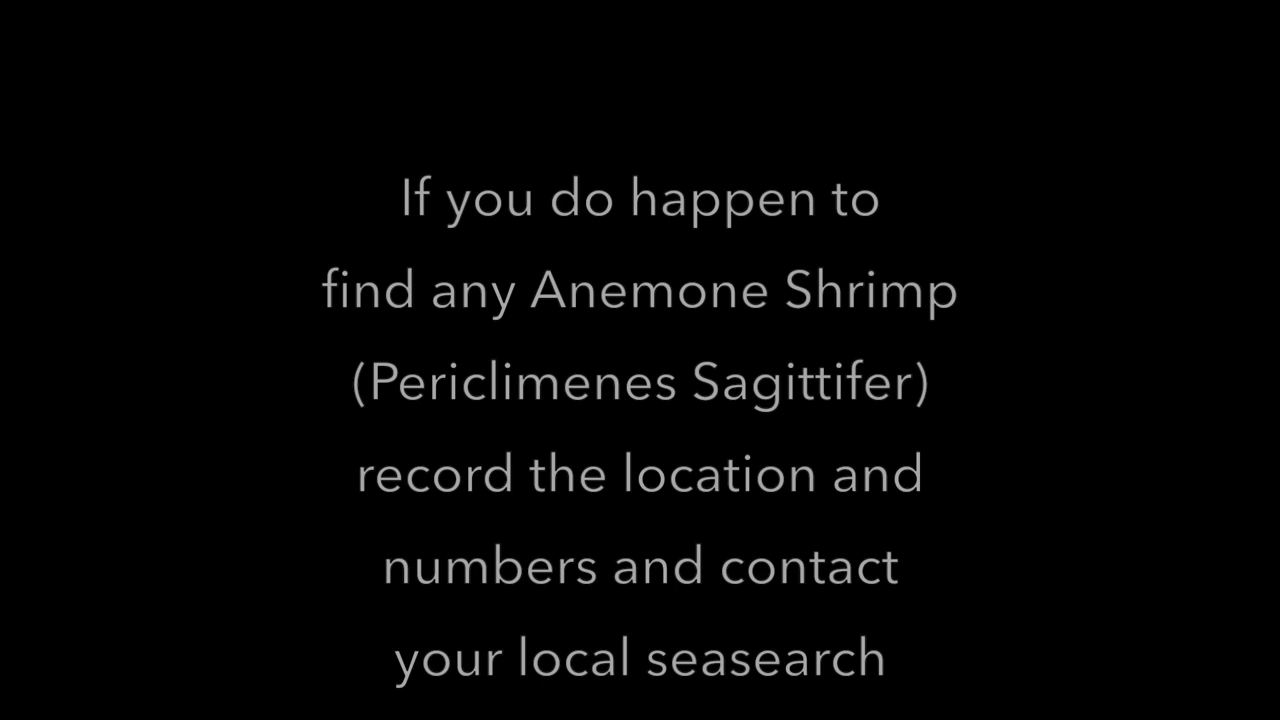 If you do happen to
find any Anemone Shrimp
(Periclimenes Sagittifer)
record the location and
numbers and contact
your local seasearch